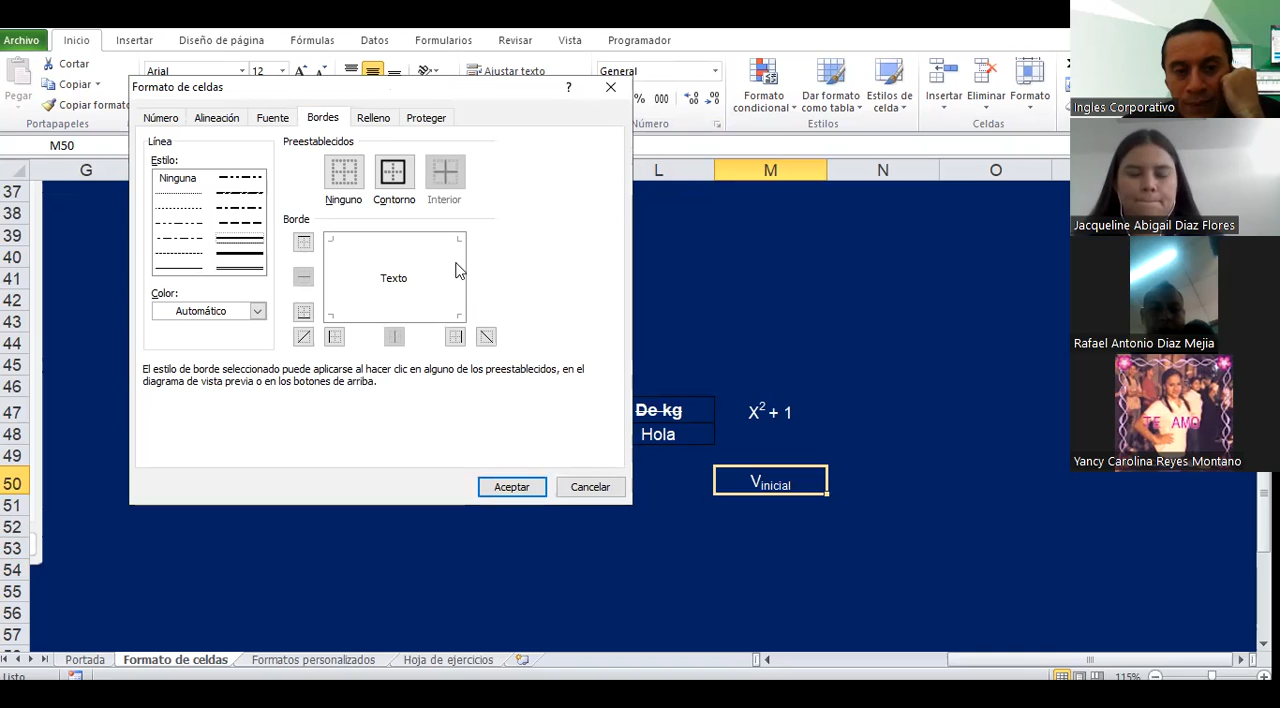 Archivo Inicio Insertar Diseño de página Fórmulas Datos Formularios Revisar Vista Programador
Cortar
Copiar
Copiar formato
Pegar
Portapapeles
Arial 12
Ajustar texto
General
% 000
Número
Formato condicional
Dar formato como tabla
Estilos de celda
Estilos
Insertar Eliminar Formato
Celdas
Formato de celdas
Número Alineación Fuente Bordes Relleno Proteger
Línea
Estilo:
Ninguna
Color:
Automático
Preestablecidos
Ninguno Contorno Interior
Borde
Texto
El estilo de borde seleccionado puede aplicarse al hacer clic en alguno de los preestablecidos, en el
diagrama de vista previa o en los botones de arriba.
Aceptar Cancelar
M50
G L M N O
37
38
39
40
41
42
43
44
45
46
47
48
49
50
51
52
53
54
55
56
57
De kg
Hola
X² + 1
Vinicial
Portada Formato de celdas Formatos personalizados Hoja de ejercicios
Listo
115%
Ingles Corporativo
Jacqueline Abigail Diaz Flores
Rafael Antonio Diaz Mejia
TE AMO
Yancy Carolina Reyes Montano